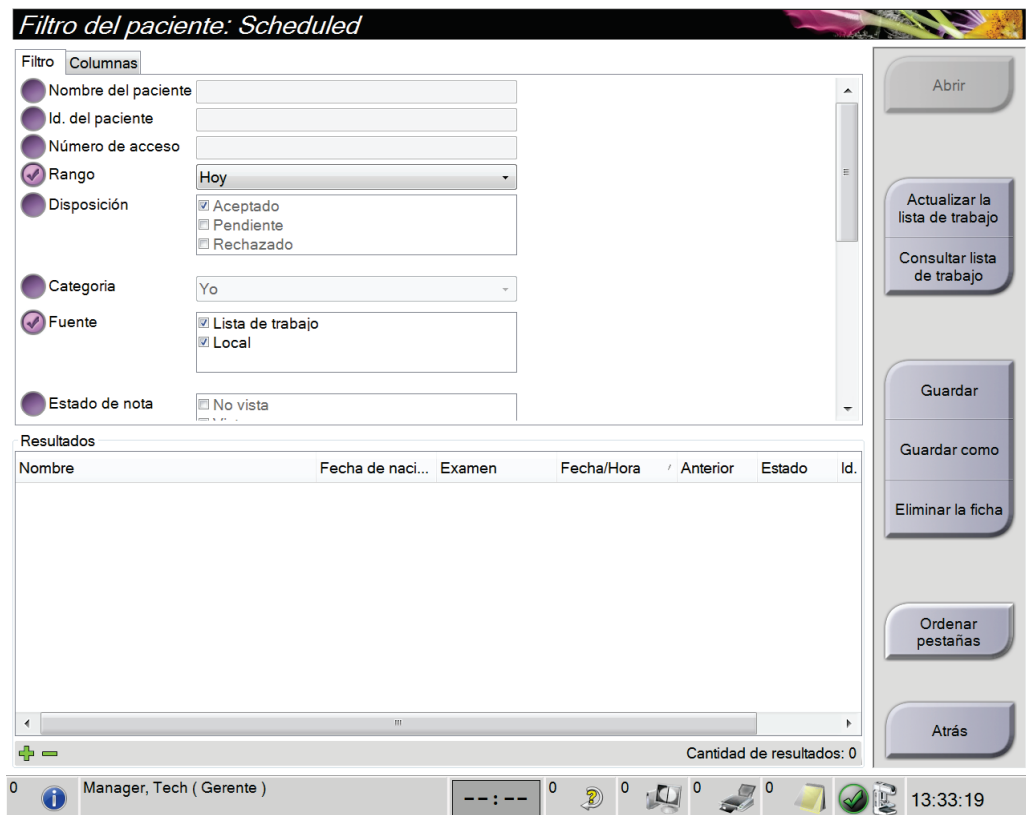 Filtro del paciente: Scheduled
Filtro Columnas
Nombre del paciente
Id. del paciente
Número de acceso
Rango Hoy
Disposición Aceptado
Pendiente
Rechazado
Categoria Yo
Fuente Lista de trabajo
Local
Estado de nota No vista
Resultados
Nombre Fecha de naci... Examen Fecha/Hora Anterior Estado Id.
Cantidad de resultados: 0
Abrir
Actualizar la
lista de trabajo
Consultar lista
de trabajo
Guardar
Guardar como
Eliminar la ficha
Ordenar
pestañas
Atrás
0 Manager, Tech ( Gerente ) --:-- 0 0 0 0 13:33:19